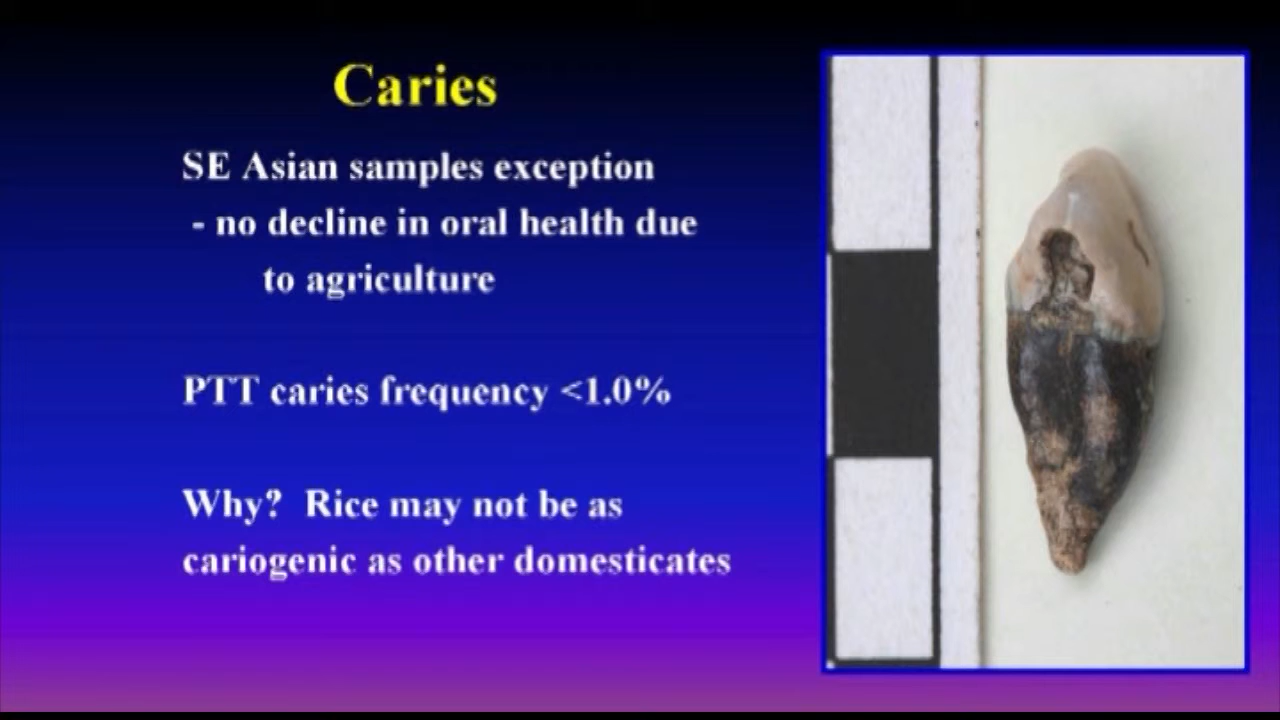 Caries
SE Asian samples exception
- no decline in oral health due
to agriculture
PTT caries frequency <1.0%
Why? Rice may not be as
cariogenic as other domesticates